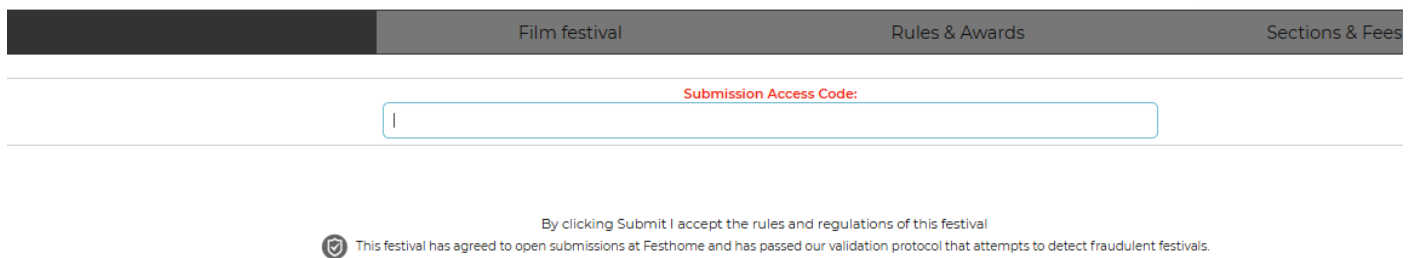 Film festival Rules & Awards Sections & Fees
Submission Access Code:
By clicking Submit I accept the rules and regulations of this festival
This festival has agreed to open submissions at Festhome and has passed our validation protocol that attempts to detect fraudulent festivals.